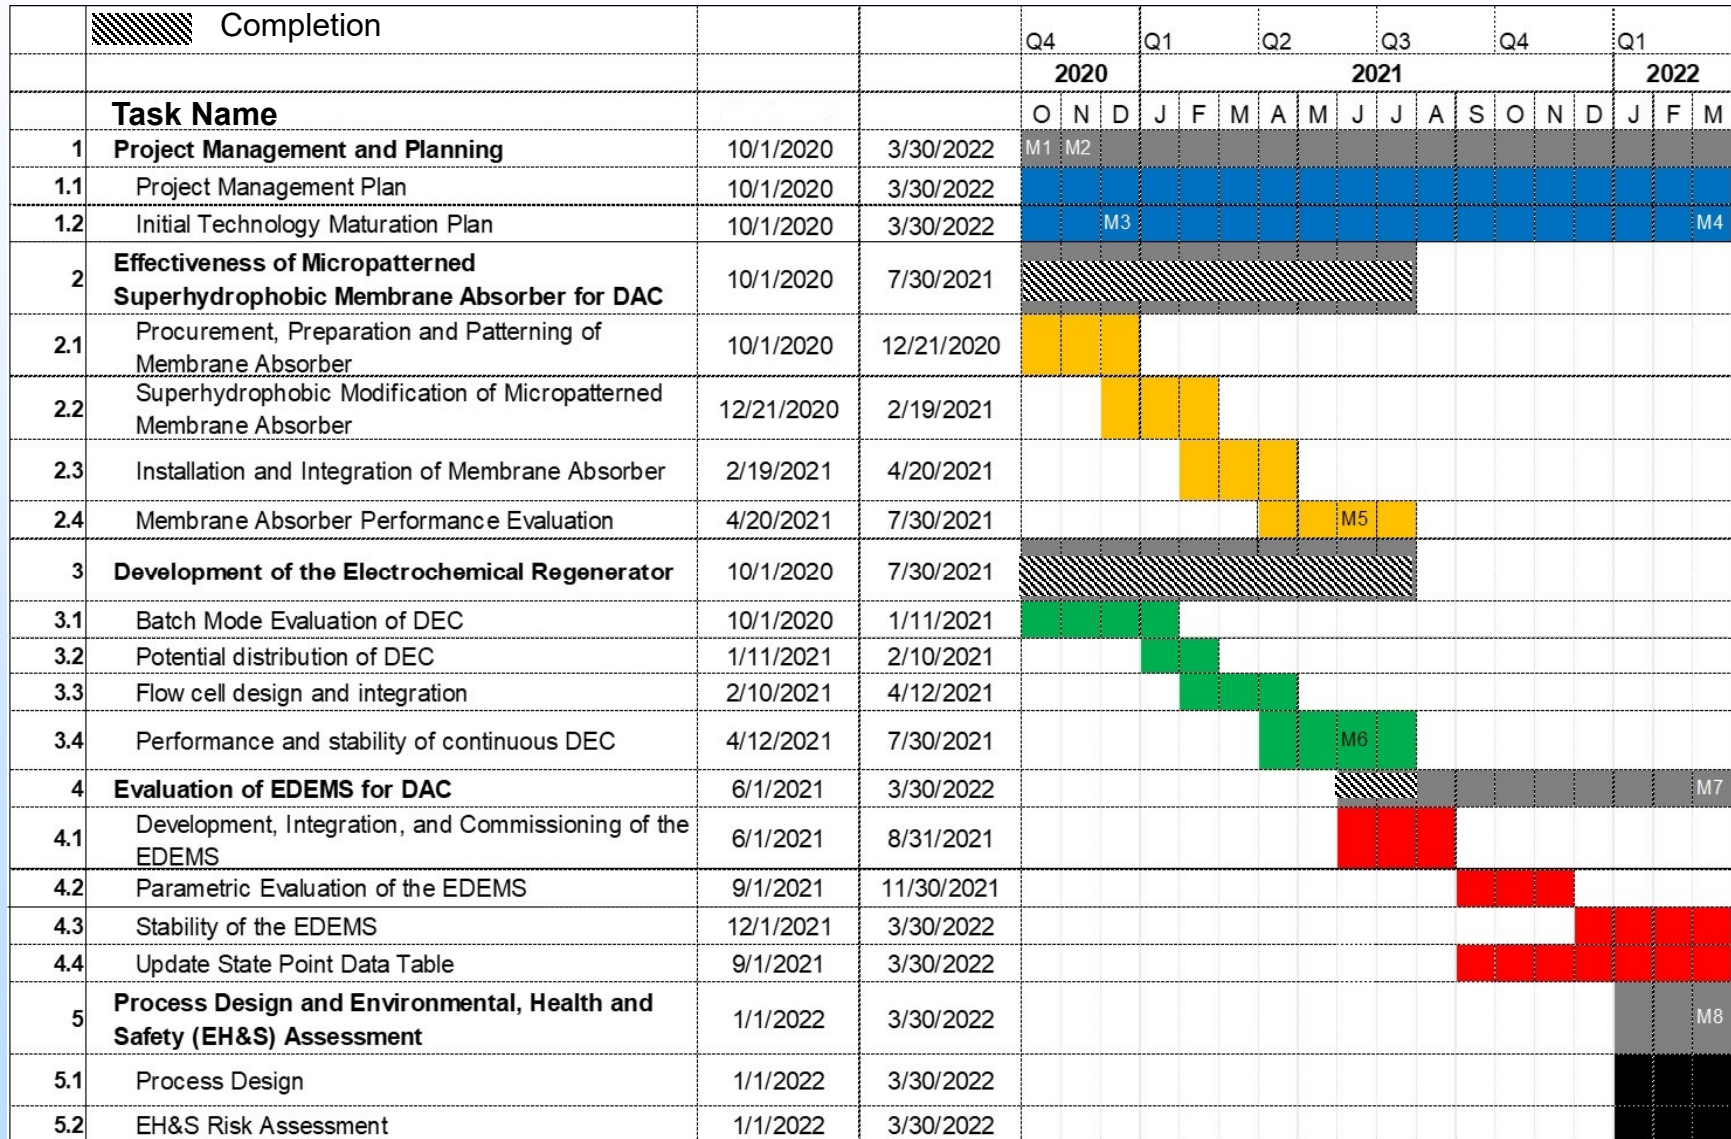 Completion
Q4 Q1 Q2 Q3 Q4 Q1
2020 2021 2022
Task Name O N D J F M A M J J A S O N D J F M
1 Project Management and Planning 10/1/2020 3/30/2022 M1 M2
1.1 Project Management Plan 10/1/2020 3/30/2022
1.2 Initial Technology Maturation Plan 10/1/2020 3/30/2022 M3 M4
Effectiveness of Micropatterned
2 Superhydrophobic Membrane Absorber for DAC 10/1/2020 7/30/2021
Procurement, Preparation and Patterning of
2.1 Membrane Absorber 10/1/2020 12/21/2020
Superhydrophobic Modification of Micropatterned
2.2 Membrane Absorber 12/21/2020 2/19/2021
2.3 Installation and Integration of Membrane Absorber 2/19/2021 4/20/2021
2.4 Membrane Absorber Performance Evaluation 4/20/2021 7/30/2021 M5
3 Development of the Electrochemical Regenerator 10/1/2020 7/30/2021
3.1 Batch Mode Evaluation of DEC 10/1/2020 1/11/2021
3.2 Potential distribution of DEC 1/11/2021 2/10/2021
3.3 Flow cell design and integration 2/10/2021 4/12/2021
3.4 Performance and stability of continuous DEC 4/12/2021 7/30/2021 M6
4 Evaluation of EDEMS for DAC 6/1/2021 3/30/2022 M7
Development, Integration, and Commissioning of the
4.1 EDEMS 6/1/2021 8/31/2021
4.2 Parametric Evaluation of the EDEMS 9/1/2021 11/30/2021
4.3 Stability of the EDEMS 12/1/2021 3/30/2022
4.4 Update State Point Data Table 9/1/2021 3/30/2022
Process Design and Environmental, Health and
5 Safety (EH&S) Assessment 1/1/2022 3/30/2022 M8
5.1 Process Design 1/1/2022 3/30/2022
5.2 EH&S Risk Assessment 1/1/2022 3/30/2022